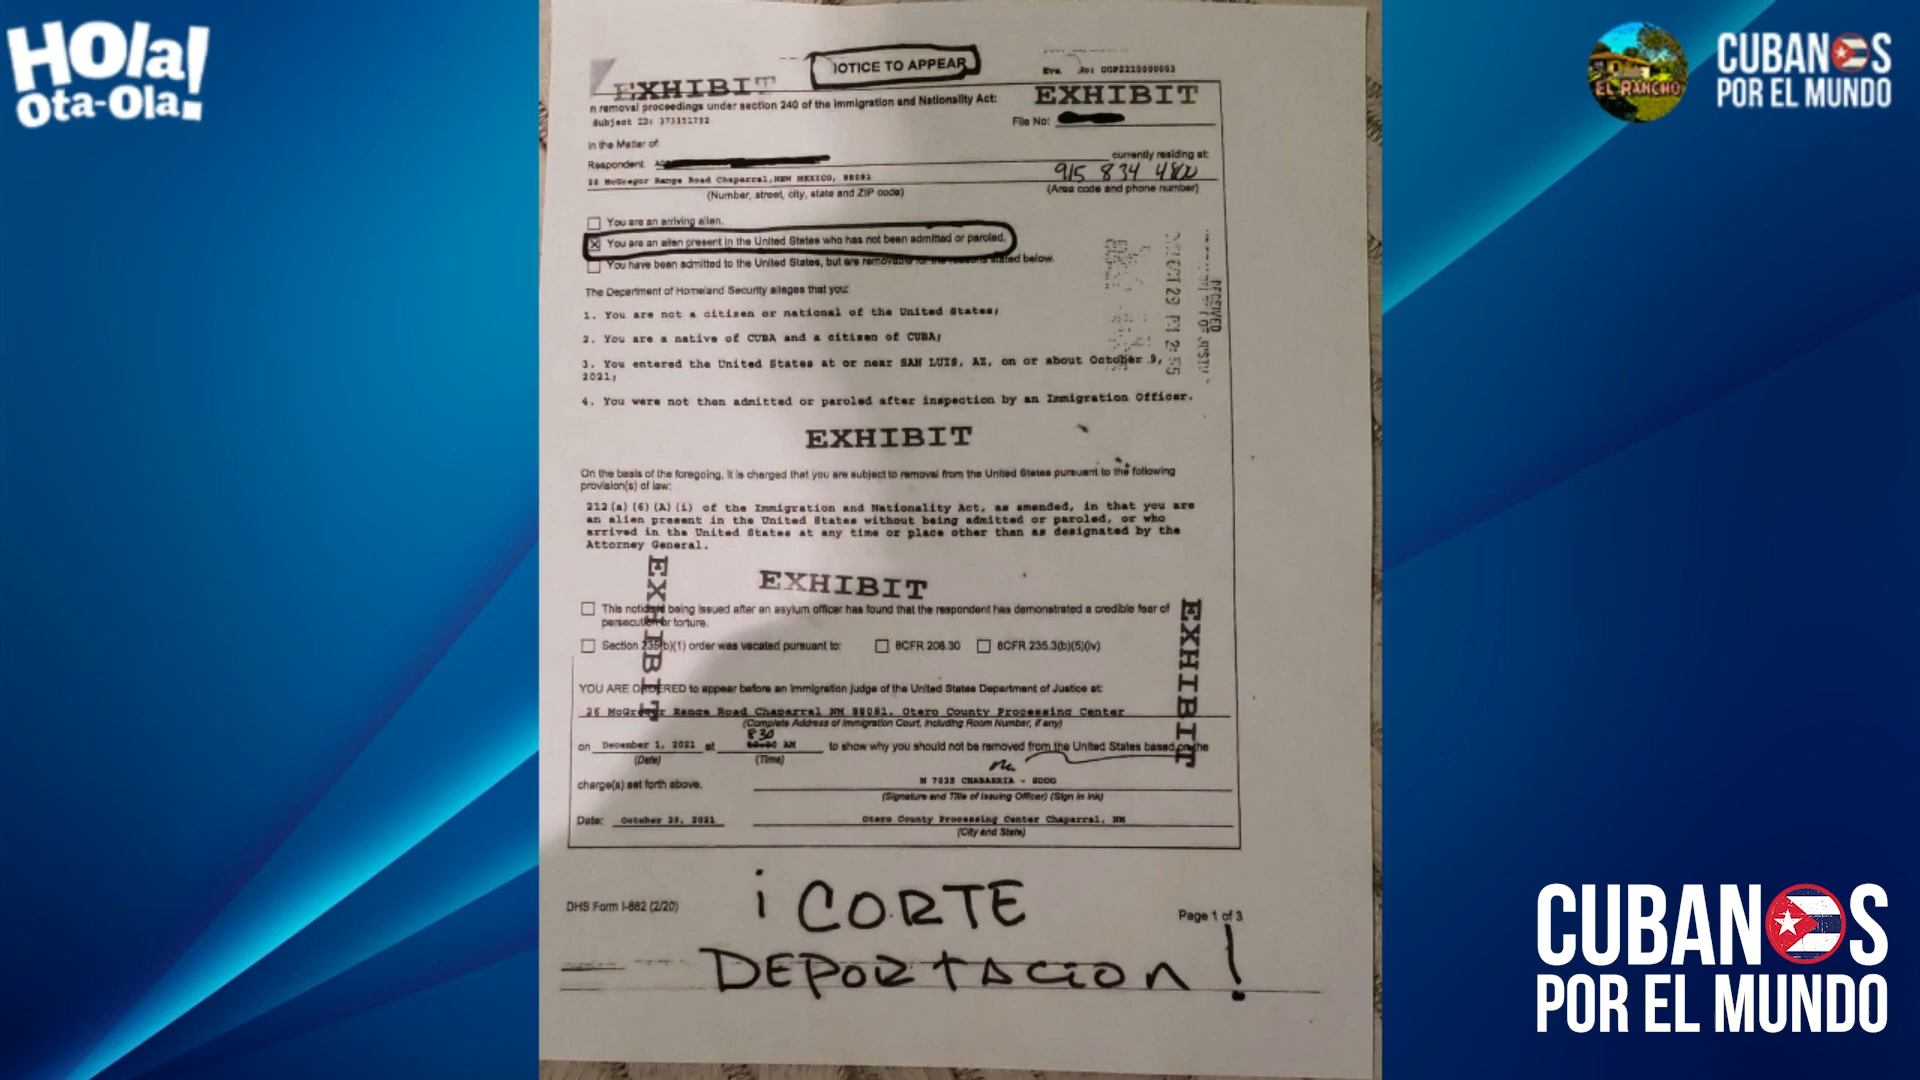 Hola!
Ota-Ola!
EL RANCHO
CUBANOS
POR EL MUNDO
NOTICE TO APPEAR
EXHIBIT
EXHIBIT
In removal proceedings under section 240 of the Immigration and Nationality Act:
Subject ID: 373351792
File No:
In the Matter of:
Respondent:
currently residing at:
26 McGregor Range Road Chaparral, NEW MEXICO, 88081
915 834 48
(Number, street, city, state and ZIP code)
(Area code and phone number)
You are an arriving alien.
You are an alien present in the United States who has not been admitted or paroled.
You have been admitted to the United States, but are removable for the reasons stated below.
The Department of Homeland Security alleges that you:
1. You are not a citizen or national of the United States;
2. You are a native of CUBA and a citizen of CUBA;
3. You entered the United States at or near SAN LUIS, AZ, on or about October 9,
2021;
4. You were not then admitted or paroled after inspection by an Immigration Officer.
RECEIVED
EXHIBIT
On the basis of the foregoing, it is charged that you are subject to removal from the United States pursuant to the following
provision(s) of law:
212(a)(6)(A)(i) of the Immigration and Nationality Act, as amended, in that you are
an alien present in the United States without being admitted or paroled, or who
arrived in the United States at any time or place other than as designated by the
Attorney General.
EXHIBIT
EXHIBIT
EXHIBIT
This notice is being issued after an asylum officer has found that the respondent has demonstrated a credible fear of
persecution or torture.
Section 235(b)(1) order was vacated pursuant to:
8CFR 208.30
8CFR 235.3(b)(5)(iv)
YOU ARE ORDERED to appear before an immigration judge of the United States Department of Justice at:
26 McGregor Range Road Chaparral NM 88081. Otero County Processing Center
(Complete Address of Immigration Court, including Room Number, if any)
830
on December 1, 2021 at AM to show why you should not be removed from the United States based on the
(Date)
(Time)
charge(s) set forth above.
M 7035 CHABARRIA - SDDO
(Signature and Title of Issuing Officer) (Sign in ink)
Date: October 29, 2021
Otero County Processing Center Chaparral, NM
(City and State)
DHS Form I-862 (2/20)
Page 1 of 3
¡CORTE
DEPORTACION!
CUBANOS
POR EL MUNDO